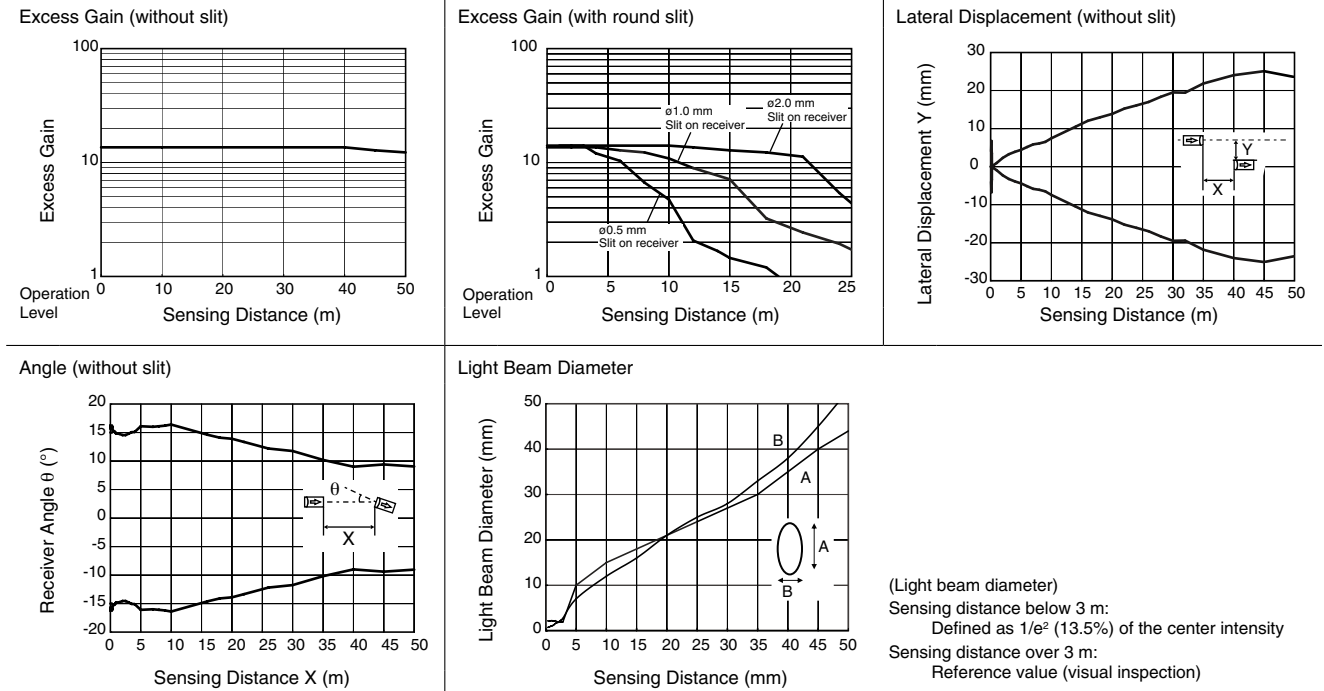 Excess Gain (without slit)
100
10
1
Excess Gain
Operation
Level
0 10 20 30 40 50
Sensing Distance (m)
Excess Gain (with round slit)
100
10
1
Excess Gain
ø1.0 mm
Slit on receiver
ø2.0 mm
Slit on receiver
ø0.5 mm
Slit on receiver
Operation
Level
0 5 10 15 20 25
Sensing Distance (m)
Lateral Displacement (without slit)
30
20
10
0
-10
-20
-30
Lateral Displacement Y (mm)
Y
X
0 5 10 15 20 25 30 35 40 45 50
Sensing Distance (m)
Angle (without slit)
20
15
10
5
0
-5
-10
-15
-20
Receiver Angle θ (°)
θ
X
0 5 10 15 20 25 30 35 40 45 50
Sensing Distance X (m)
Light Beam Diameter
50
40
30
20
10
0
Light Beam Diameter (mm)
B
A
A
B
0 5 10 15 20 25 30 35 40 45 50
Sensing Distance (mm)
(Light beam diameter)
Sensing distance below 3 m:
Defined as 1/e² (13.5%) of the center intensity
Sensing distance over 3 m:
Reference value (visual inspection)